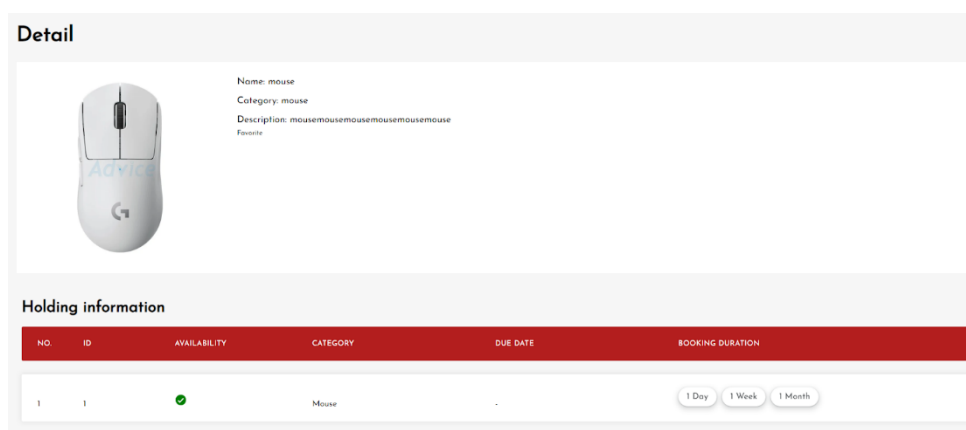 Detail
Name: mouse
Category: mouse
Description: mousemousemousemousemousemouse
Favorite
Advice
Holding information
NO. ID AVAILABILITY CATEGORY DUE DATE BOOKING DURATION
1 1 Mouse - 1 Day 1 Week 1 Month